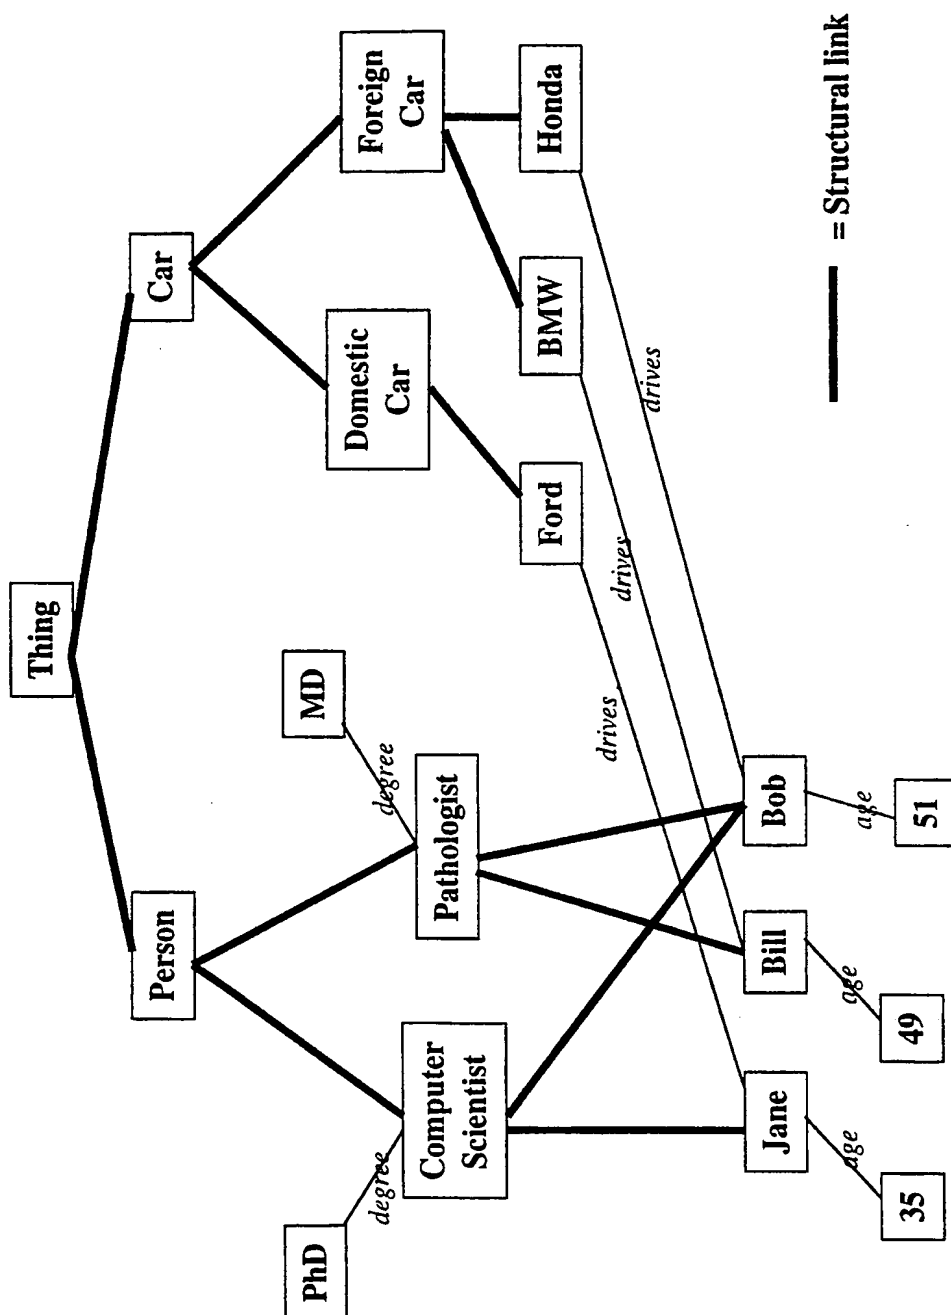 Thing
Person
Car
PhD
degree
MD
degree
Computer
Scientist
Pathologist
Domestic
Car
Foreign
Car
Ford
BMW
Honda
drives
drives
drives
Jane
Bill
Bob
age
age
age
35
49
51
= Structural link